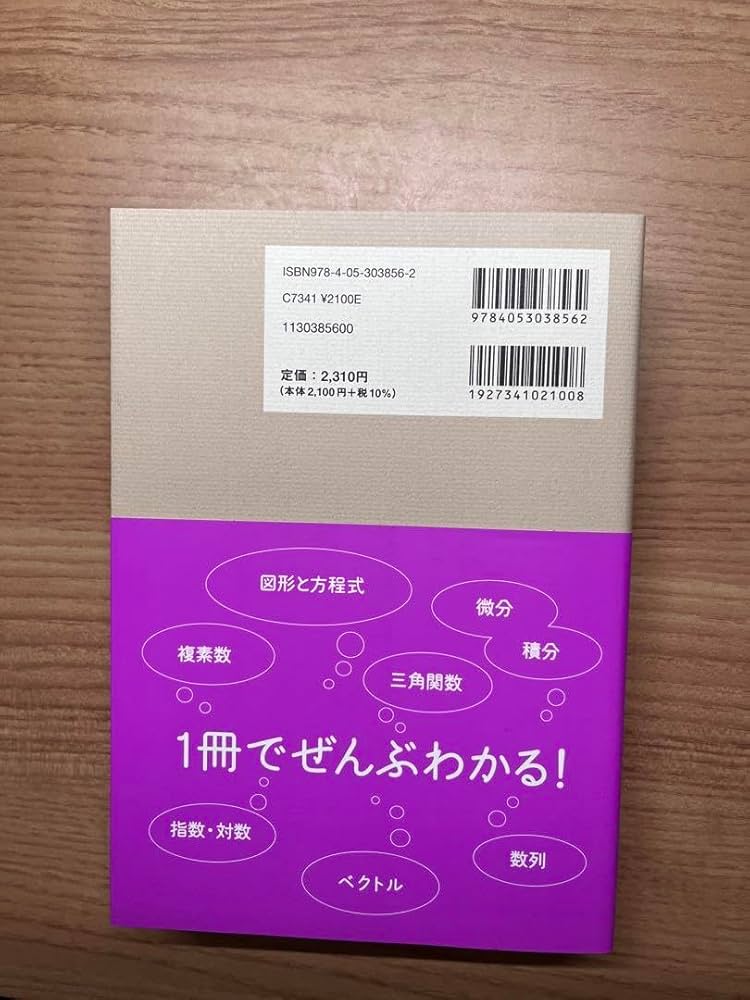 ISBN978-4-05-303856-2
C7341 ¥2100E
1130385600
定価：2,310円
（本体2,100円＋税10％）
9784053038562
1927341021008
図形と方程式
微分
積分
複素数
三角関数
1冊でぜんぶわかる！
指数・対数
ベクトル
数列